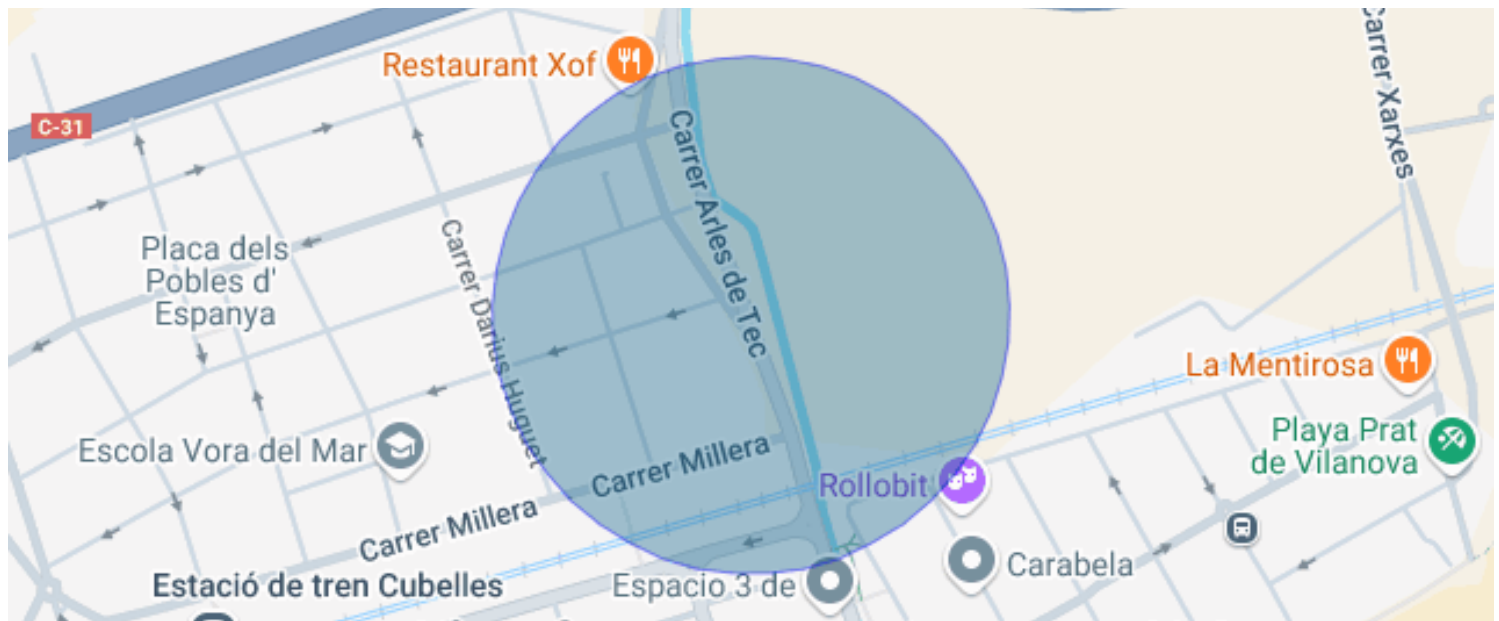 Restaurant Xof
C-31
Carrer Xarxes
Carrer Arles de Tec
Placa dels
Pobles d'
Espanya
Carrer Darius Huguet
La Mentirosa
Escola Vora del Mar
Carrer Millera
Playa Prat
de Vilanova
Rollobit
Carrer Millera
Estació de tren Cubelles
Espacio 3 de
Carabela